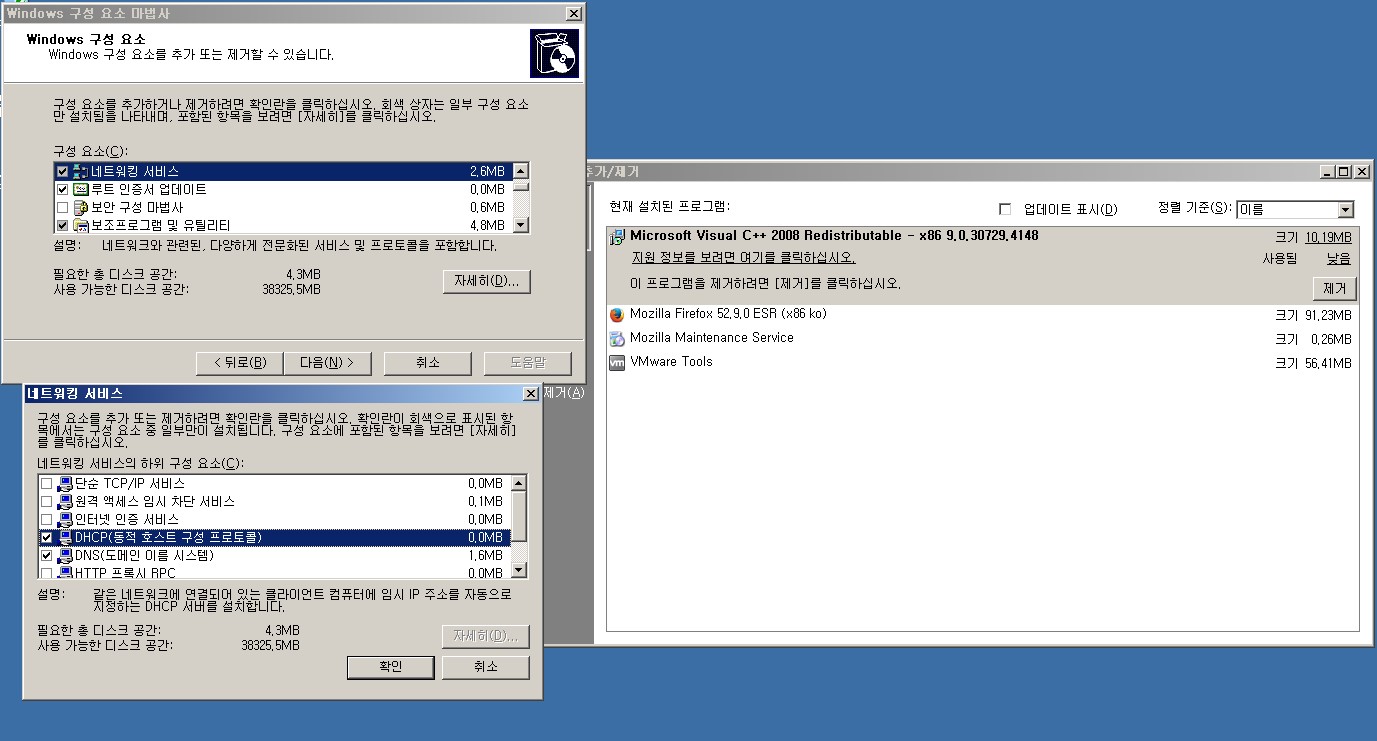 Windows 구성 요소 마법사
Windows 구성 요소
Windows 구성 요소를 추가 또는 제거할 수 있습니다.
구성 요소를 추가하거나 제거하려면 확인란을 클릭하십시오. 회색 상자는 일부 구성 요소
만 설치됨을 나타내며, 포함된 항목을 보려면 [자세히]를 클릭하십시오.
구성 요소(C):
네트워킹 서비스 2.6MB
루트 인증서 업데이트 0.0MB
보안 구성 마법사 0.6MB
보조프로그램 및 유틸리티 4.8MB
설명: 네트워크와 관련된, 다양하게 전문화된 서비스 및 프로토콜을 포함합니다.
필요한 총 디스크 공간: 4.3MB
사용 가능한 디스크 공간: 38325.5MB
자세히(D)...
< 뒤로(B) 다음(N) > 취소 도움말
네트워킹 서비스
구성 요소를 추가 또는 제거하려면 확인란을 클릭하십시오. 확인란이 회색으로 표시된 항
목에서는 구성 요소 중 일부만이 설치됩니다. 구성 요소에 포함된 항목을 보려면 [자세히]
를 클릭하십시오.
네트워킹 서비스의 하위 구성 요소(C):
단순 TCP/IP 서비스 0.0MB
원격 액세스 임시 차단 서비스 0.1MB
인터넷 인증 서비스 0.0MB
DHCP(동적 호스트 구성 프로토콜) 0.0MB
DNS(도메인 이름 시스템) 1.6MB
HTTP 프록시 RPC 0.0MB
설명: 같은 네트워크에 연결되어 있는 클라이언트 컴퓨터에 임시 IP 주소를 자동으로
지정하는 DHCP 서버를 설치합니다.
필요한 총 디스크 공간: 4.3MB
사용 가능한 디스크 공간: 38325.5MB
자세히(D)...
확인 취소
추가/제거
현재 설치된 프로그램: 업데이트 표시(D) 정렬 기준(S): 이름
Microsoft Visual C++ 2008 Redistributable - x86 9.0.30729.4148 크기 10.19MB
지원 정보를 보려면 여기를 클릭하십시오. 사용됨 낮음
이 프로그램을 제거하려면 [제거]를 클릭하십시오. 제거
Mozilla Firefox 52.9.0 ESR (x86 ko) 크기 91.23MB
Mozilla Maintenance Service 크기 0.26MB
VMware Tools 크기 56.41MB
제거(A)